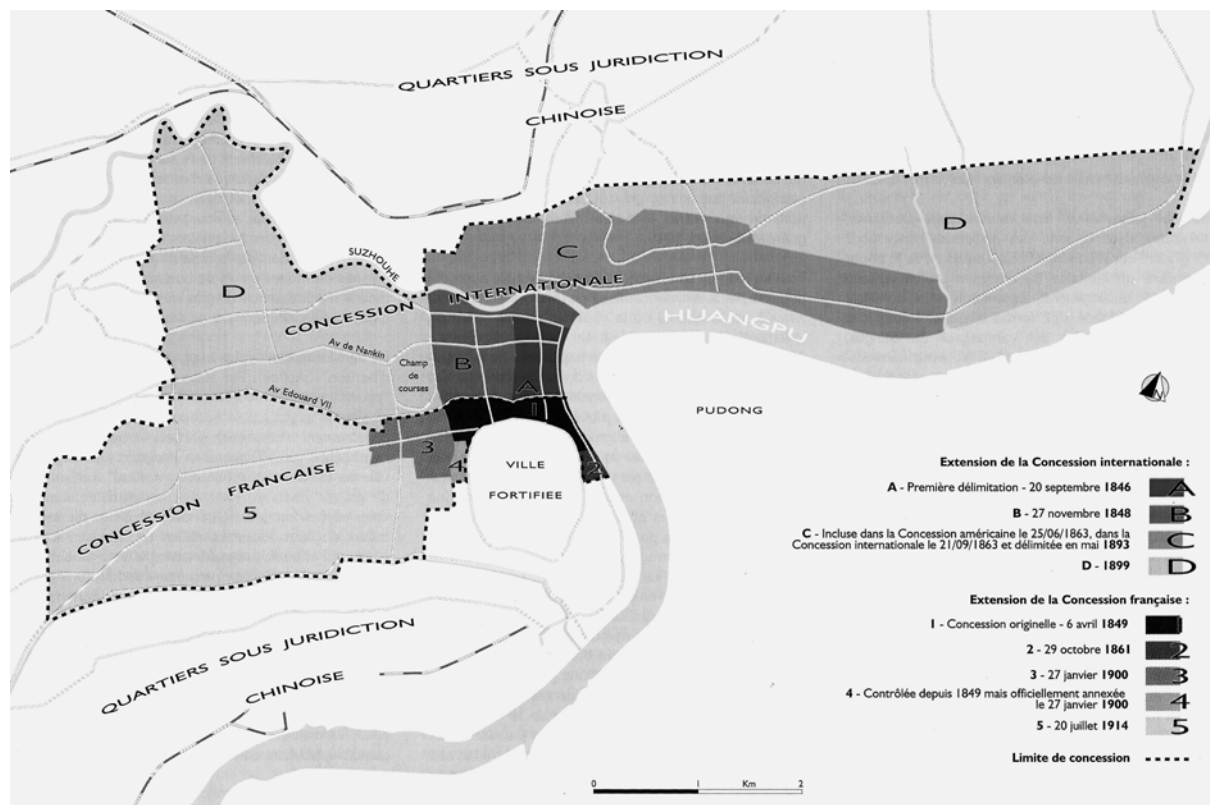 QUARTIERS SOUS JURIDICTION
CHINOISE
D
C
D
SUZHOUHE
CONCESSION INTERNATIONALE
HUANGPU
Av de Nankin
Champ
de
courses
B
A
Av Edouard VII
1
PUDONG
N
3
4
2
VILLE
FORTIFIEE
CONCESSION FRANCAISE
5
QUARTIERS SOUS JURIDICTION
CHINOISE
Extension de la Concession internationale :
A - Première délimitation - 20 septembre 1846 A
B - 27 novembre 1848 B
C - Incluse dans la Concession américaine le 25/06/1863, dans la
Concession internationale le 21/09/1863 et délimitée en mai 1893 C
D - 1899 D
Extension de la Concession française :
1 - Concession originelle - 6 avril 1849 1
2 - 29 octobre 1861 2
3 - 27 janvier 1900 3
4 - Contrôlée depuis 1849 mais officiellement annexée
le 27 janvier 1900 4
5 - 20 juillet 1914 5
Limite de concession
0 1 Km 2